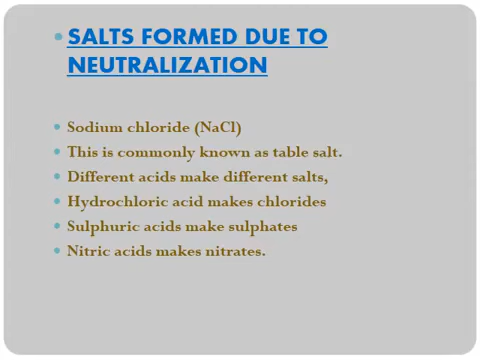 • SALTS FORMED DUE TO
NEUTRALIZATION
• Sodium chloride (NaCl)
• This is commonly known as table salt.
• Different acids make different salts,
• Hydrochloric acid makes chlorides
• Sulphuric acids make sulphates
• Nitric acids makes nitrates.